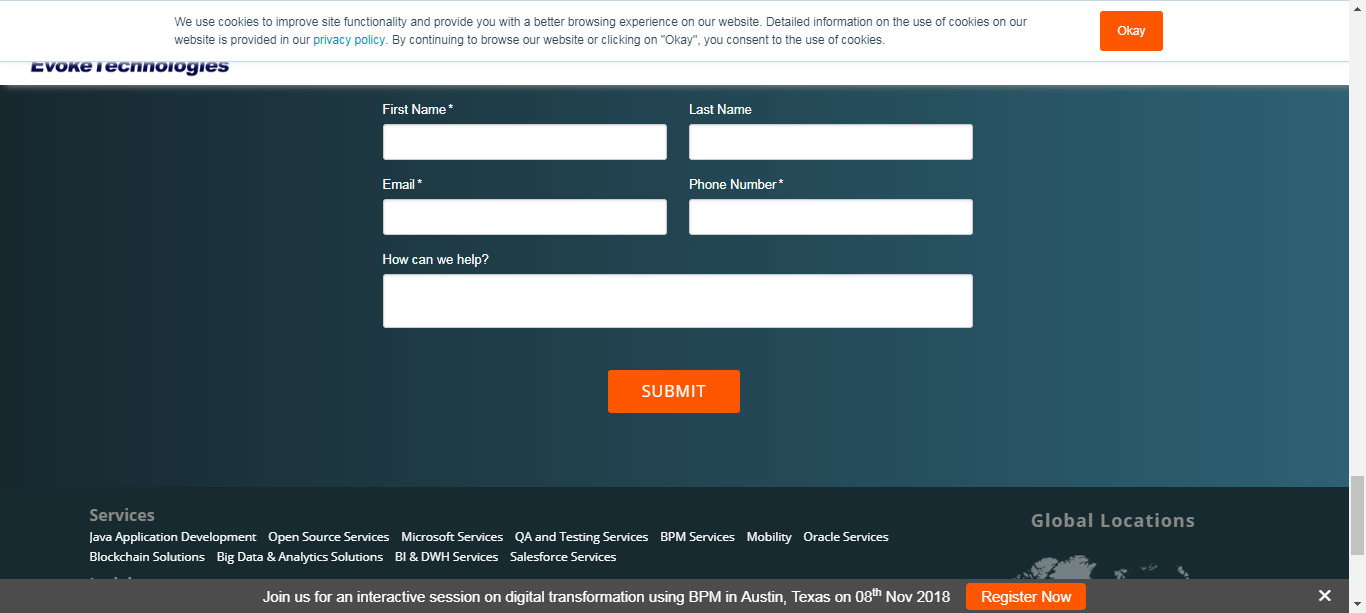 We use cookies to improve site functionality and provide you with a better browsing experience on our website. Detailed information on the use of cookies on our
website is provided in our privacy policy. By continuing to browse our website or clicking on "Okay", you consent to the use of cookies.
Okay
EvokeTechnologies
First Name*
Last Name
Email*
Phone Number*
How can we help?
SUBMIT
Services
Global Locations
Java Application Development Open Source Services Microsoft Services QA and Testing Services BPM Services Mobility Oracle Services
Blockchain Solutions Big Data & Analytics Solutions BI & DWH Services Salesforce Services
Join us for an interactive session on digital transformation using BPM in Austin, Texas on 08th Nov 2018
Register Now